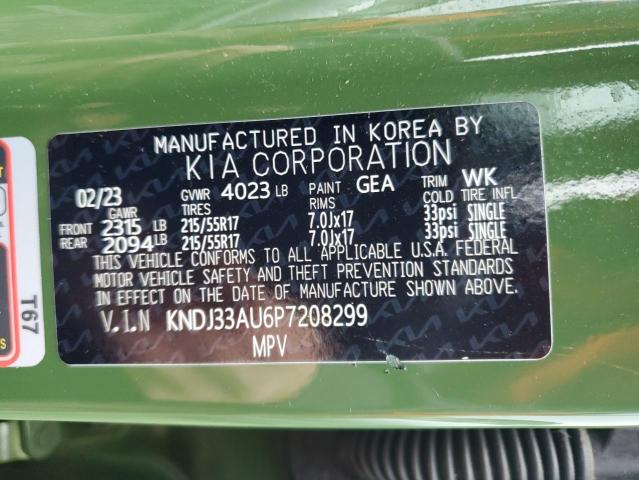 MANUFACTURED IN KOREA BY
KIA CORPORATION
02/23 GVWR 4023 LB PAINT GEA TRIM WK
GAWR TIRES RIMS COLD TIRE INFL
FRONT 2315 LB 215/55R17 7.0Jx17 33psi SINGLE
REAR 2094 LB 215/55R17 7.0Jx17 33psi SINGLE
THIS VEHICLE CONFORMS TO ALL APPLICABLE U.S.A. FEDERAL
MOTOR VEHICLE SAFETY AND THEFT PREVENTION STANDARDS
IN EFFECT ON THE DATE OF MANUFACTURE SHOWN ABOVE.
V.I.N KNDJ33AU6P7208299
MPV
T67